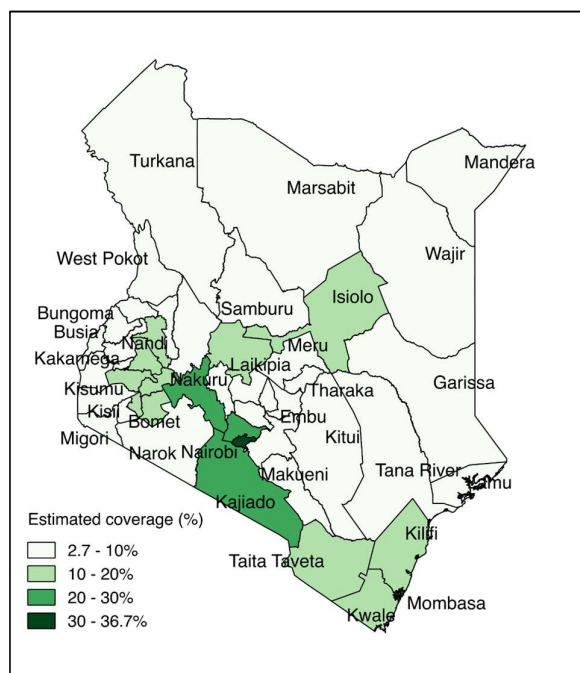 Turkana
Mandera
Marsabit
Wajir
West Pokot
Isiolo
Samburu
Bungoma
Busia
Nandi
Meru
Kakamega
Laikipia
Nakuru
Kisumu
Tharaka
Garissa
Kisii
Embu
Bomet
Kitui
Migori
Narok
Nairobi
Makueni
Tana River
Lamu
Kajiado
Estimated coverage (%)
Kilifi
2.7 - 10%
10 - 20%
Taita Taveta
20 - 30%
Mombasa
Kwale
30 - 36.7%